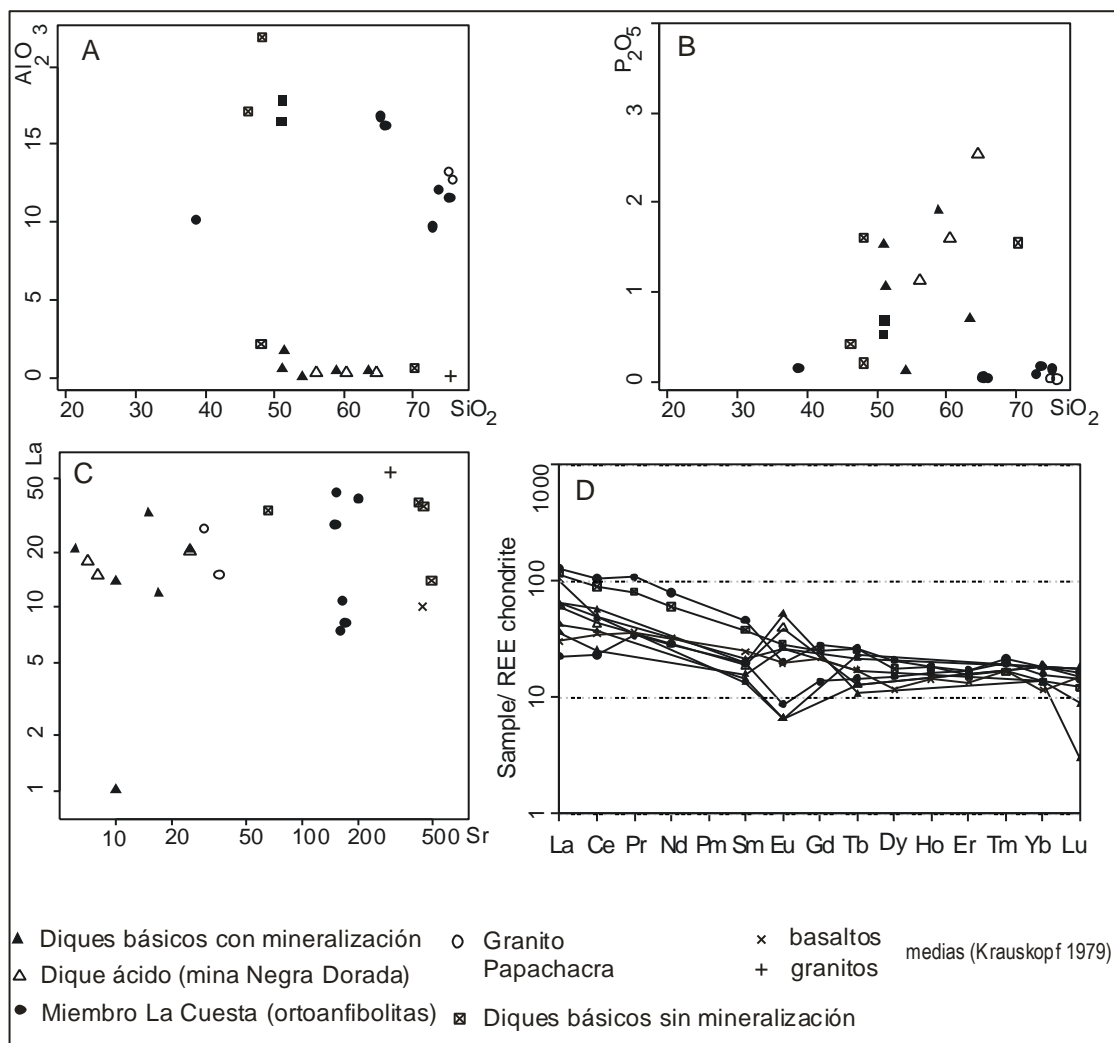 A
Al2O3
15
10
5
0
20 30 40 50 60 70 SiO2
B
P2O5
3
2
1
0
20 30 40 50 60 70 SiO2
C
La
50
20
10
5
2
1
10 20 50 100 200 500 Sr
D
Sample/ REE chondrite
1000
100
10
1
La Ce Pr Nd Pm Sm Eu Gd Tb Dy Ho Er Tm Yb Lu
Diques básicos con mineralización
Dique ácido (mina Negra Dorada)
Miembro La Cuesta (ortoanfibolitas)
Granito
Papachacra
Diques básicos sin mineralización
basaltos
granitos
medias (Krauskopf 1979)